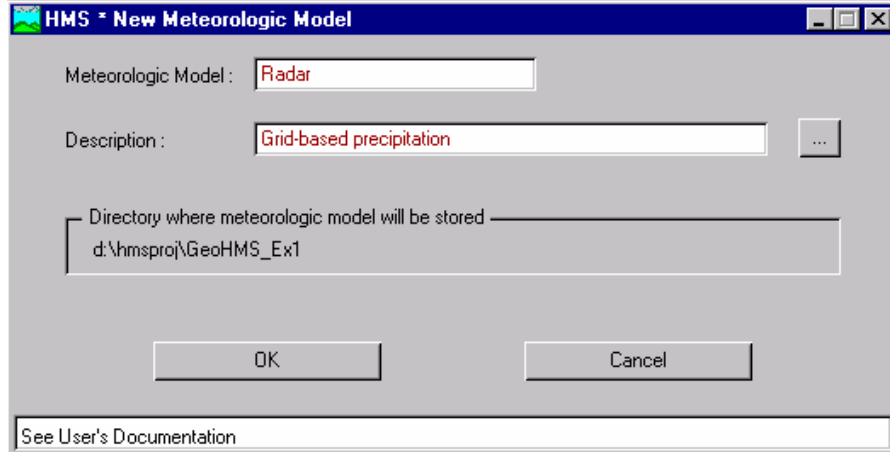 HMS * New Meteorologic Model
Meteorologic Model : Radar
Description : Grid-based precipitation ...
Directory where meteorologic model will be stored
d:\hmsproj\GeoHMS_Ex1
OK Cancel
See User's Documentation